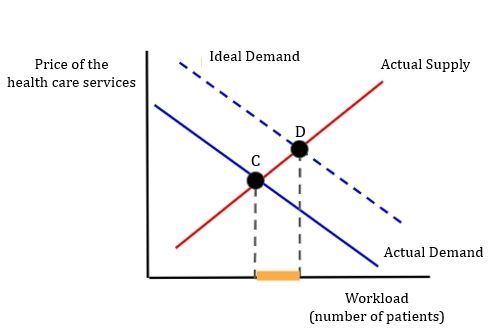 Ideal Demand
Price of the
health care services
Actual Supply
D
C
Actual Demand
Workload
(number of patients)